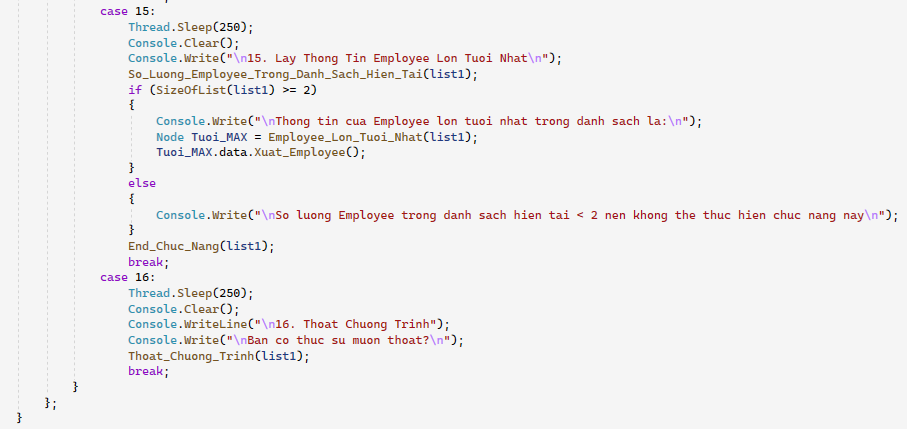 case 15:
Thread.Sleep(250);
Console.Clear();
Console.Write("\n15. Lay Thong Tin Employee Lon Tuoi Nhat\n");
So_Luong_Employee_Trong_Danh_Sach_Hien_Tai(list1);
if (SizeOfList(list1) >= 2)
{
Console.Write("\nThong tin cua Employee lon tuoi nhat trong danh sach la:\n");
Node Tuoi_MAX = Employee_Lon_Tuoi_Nhat(list1);
Tuoi_MAX.data.Xuat_Employee();
}
else
{
Console.Write("\nSo luong Employee trong danh sach hien tai < 2 nen khong the thuc hien chuc nang nay\n");
}
End_Chuc_Nang(list1);
break;
case 16:
Thread.Sleep(250);
Console.Clear();
Console.WriteLine("\n16. Thoat Chuong Trinh");
Console.Write("\nBan co thuc su muon thoat?\n");
Thoat_Chuong_Trinh(list1);
break;
}
};
}